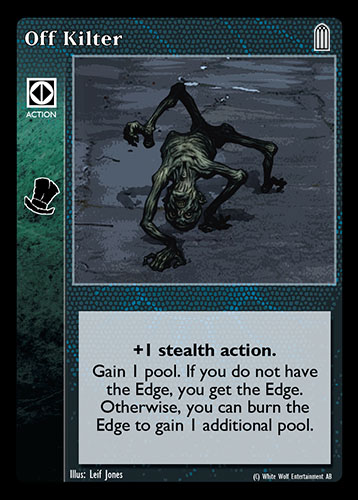 Off Kilter
ACTION
+1 stealth action.
Gain 1 pool. If you do not have
the Edge, you get the Edge.
Otherwise, you can burn the
Edge to gain 1 additional pool.
Illus: Leif Jones
(C) White Wolf Entertainment AB